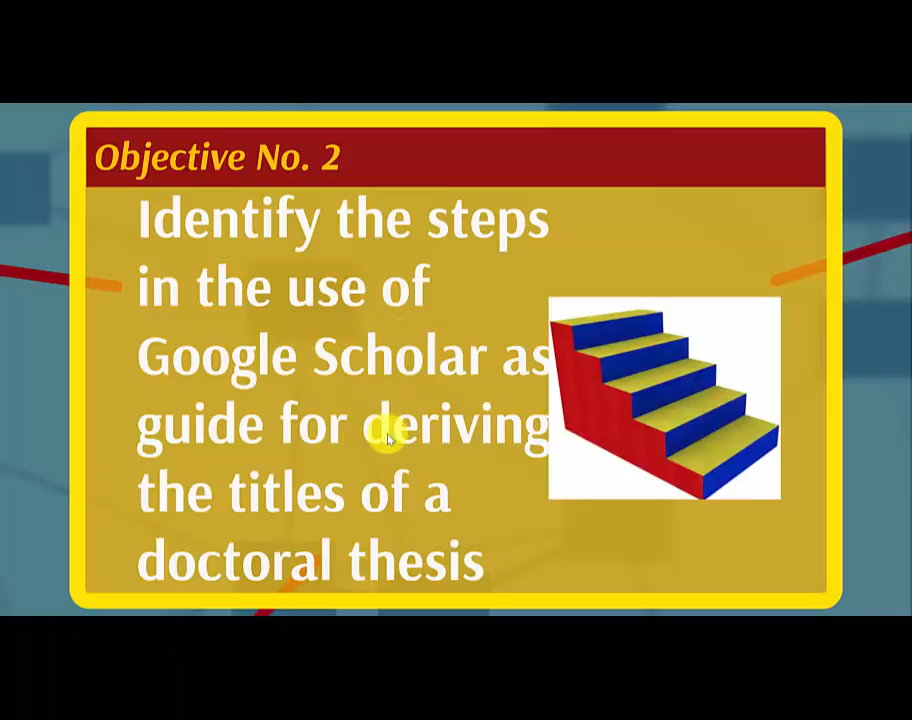 Objective No. 2
Identify the steps
in the use of
Google Scholar as
guide for deriving
the titles of a
doctoral thesis